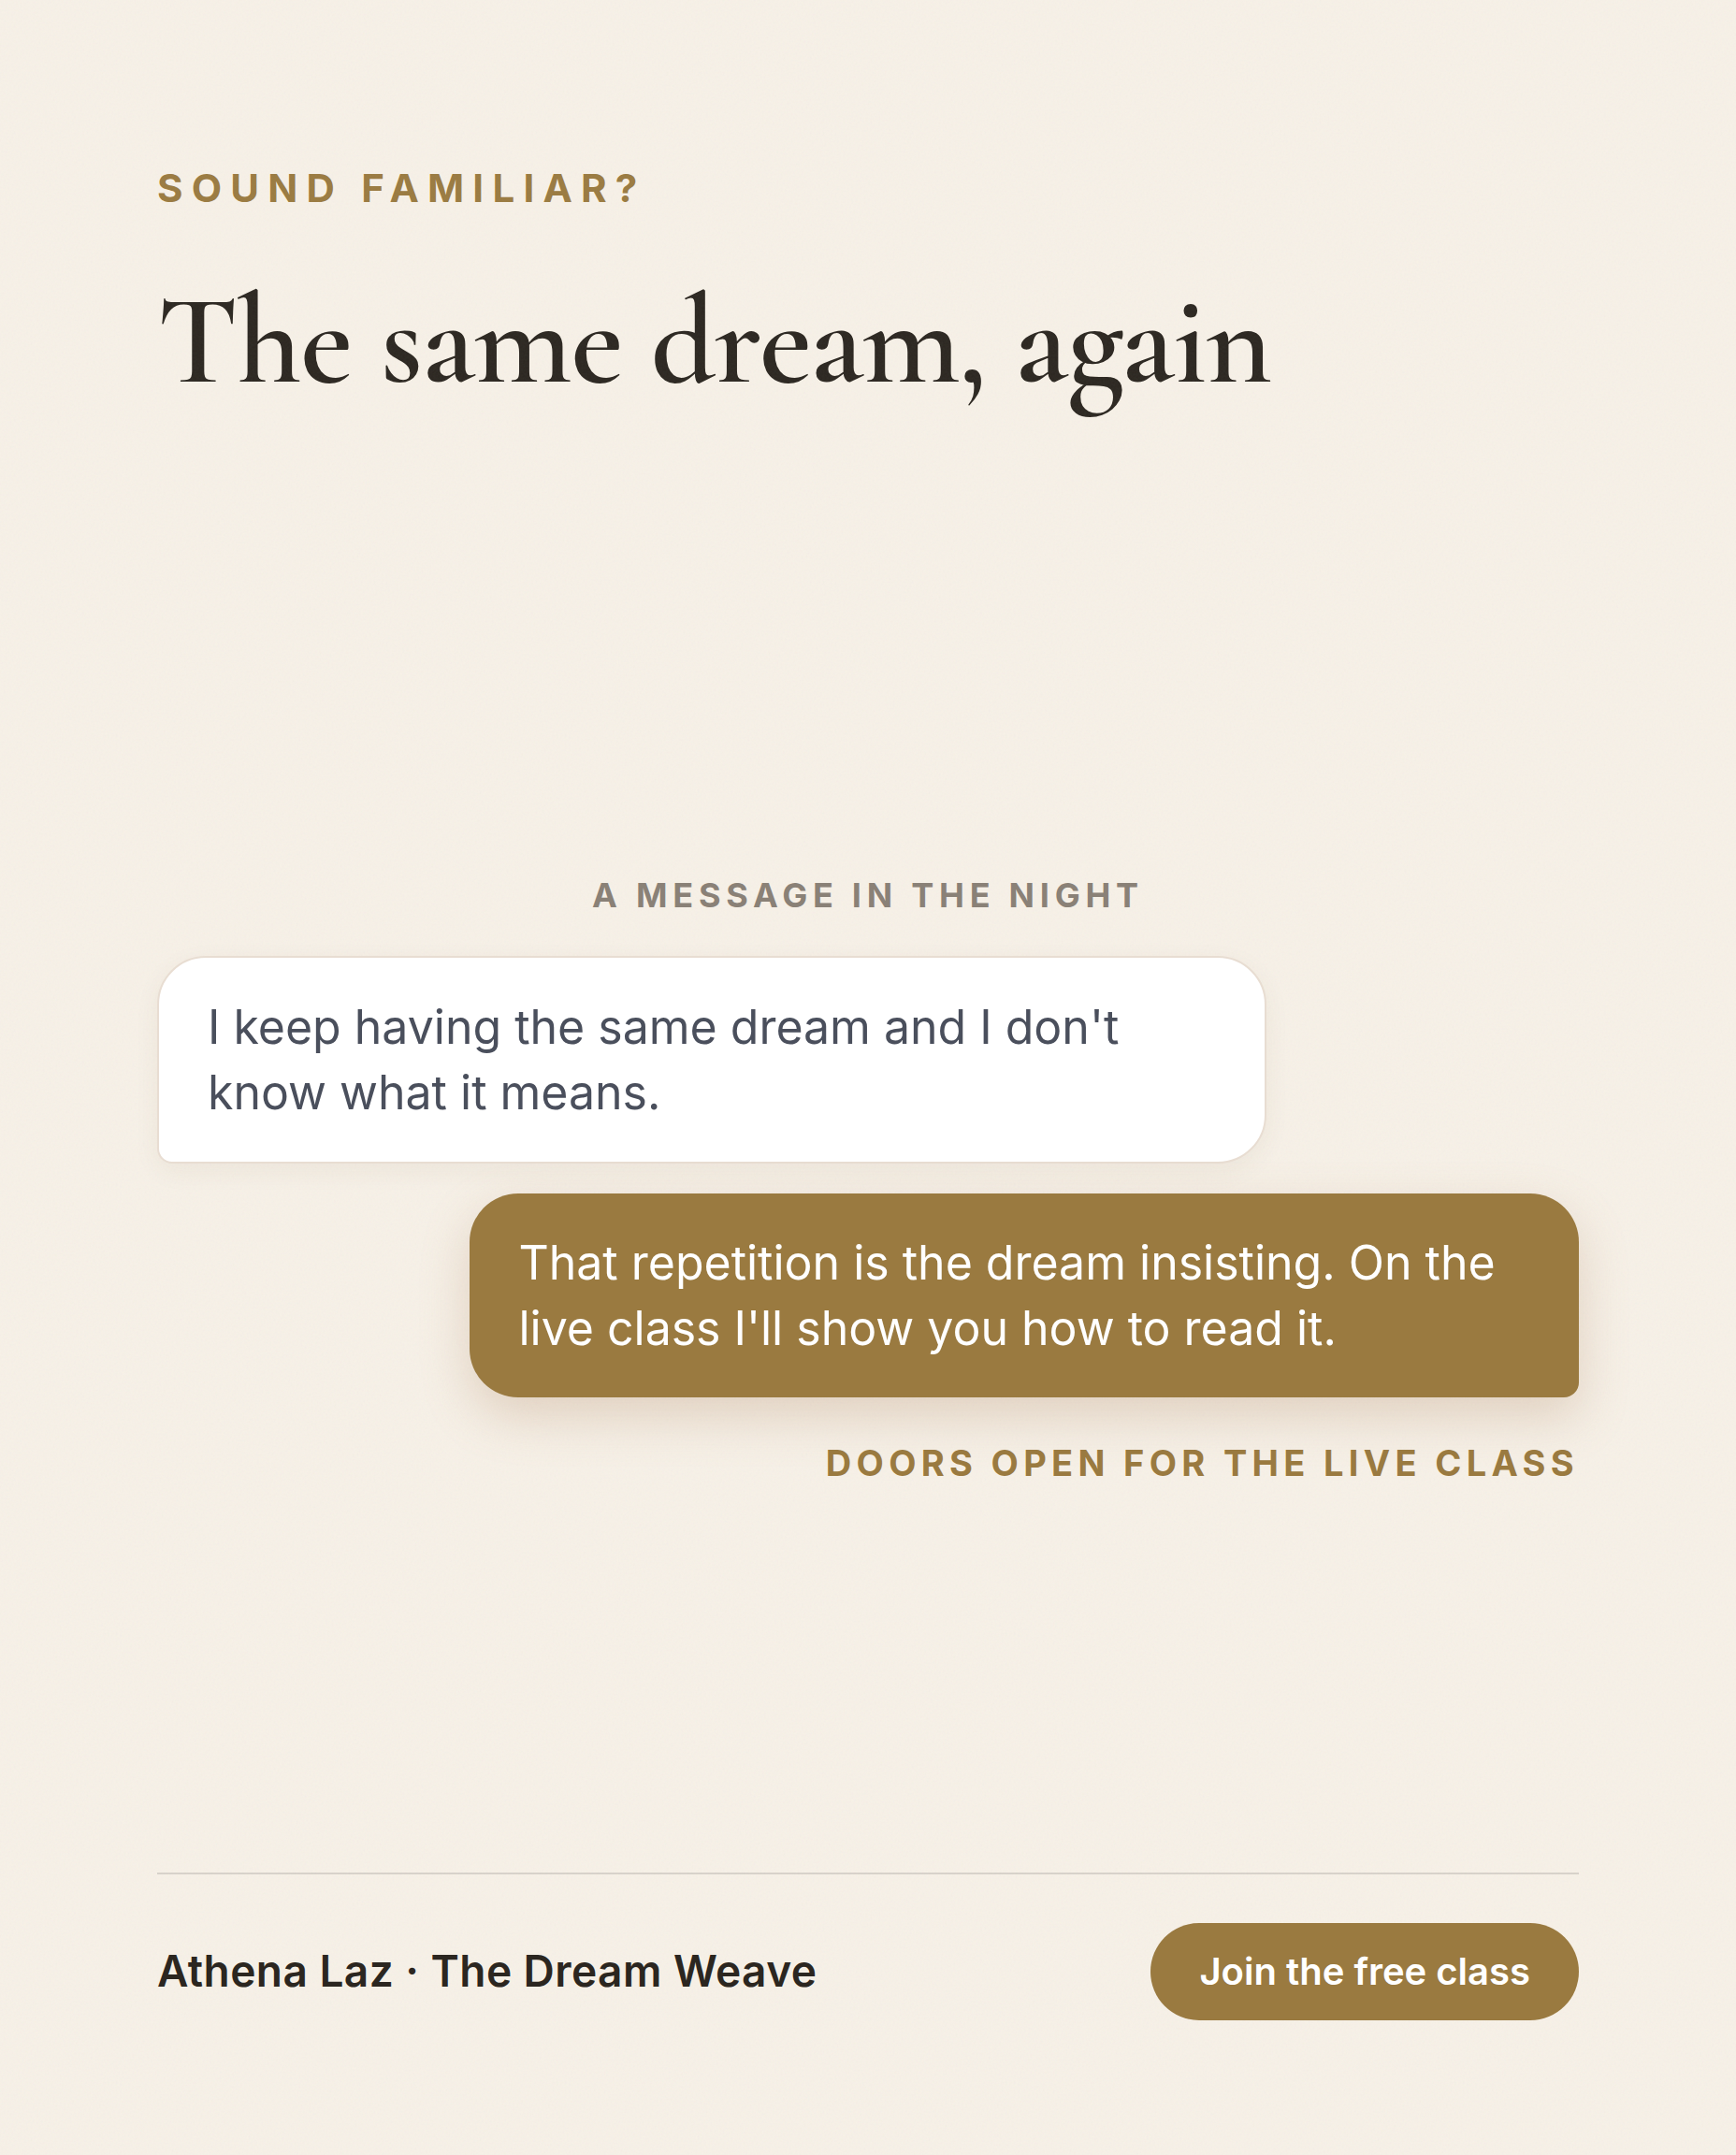 SOUND FAMILIAR?
The same dream, again
A MESSAGE IN THE NIGHT
I keep having the same dream and I don't
know what it means.
That repetition is the dream insisting. On the
live class I'll show you how to read it.
DOORS OPEN FOR THE LIVE CLASS
Athena Laz · The Dream Weave
Join the free class